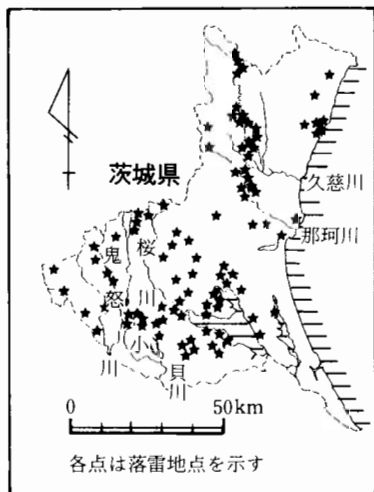 茨城県
久慈川
那珂川
鬼怒川
桜川
小貝川
0 50km
各点は落雷地点を示す